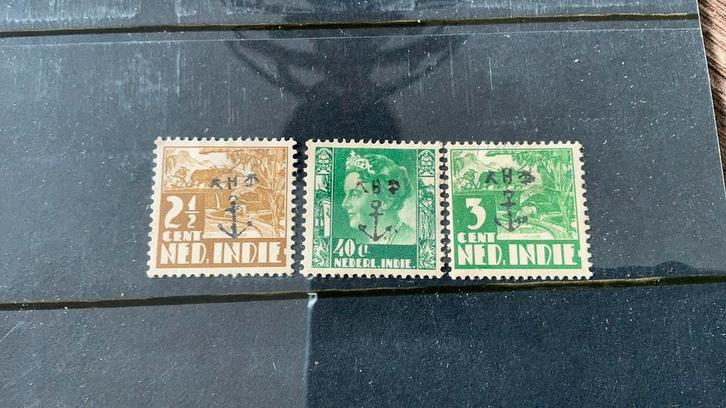 2½
CENT
NED. INDIE
40 CT
NEDERL. INDIE.
3
CENT
NED. INDIE